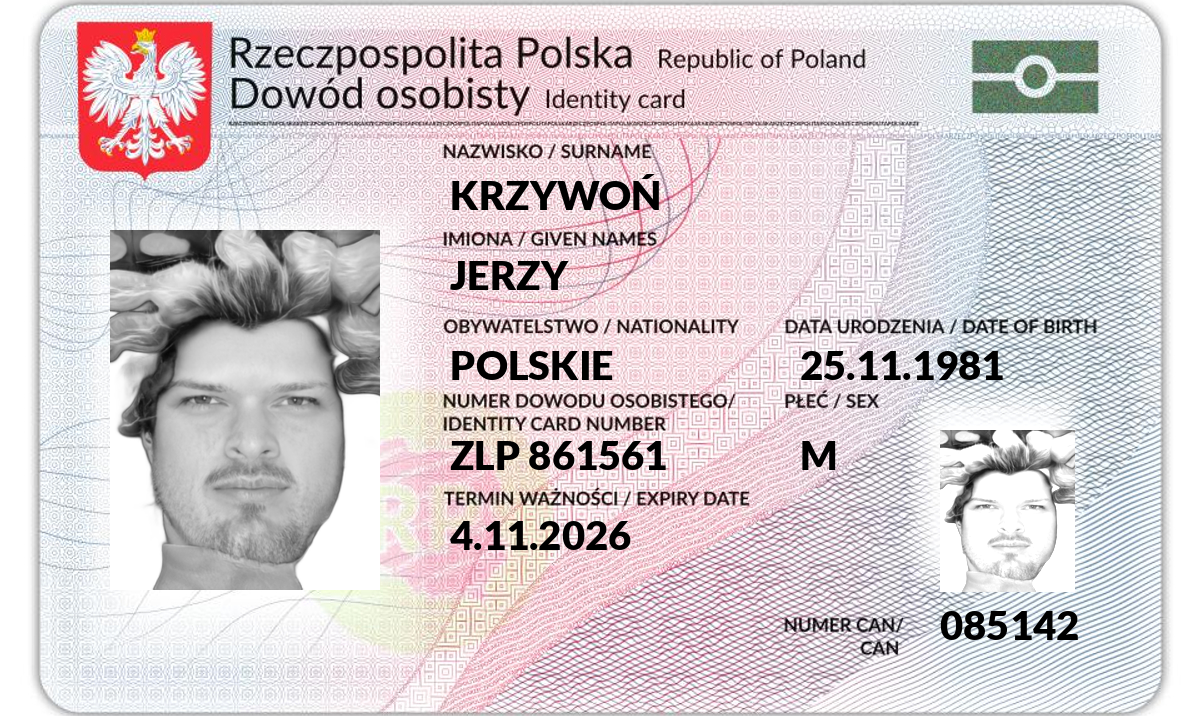 Rzeczpospolita Polska Republic of Poland
Dowód osobisty Identity card
NAZWISKO / SURNAME
KRZYWOŃ
IMIONA / GIVEN NAMES
JERZY
OBYWATELSTWO / NATIONALITY DATA URODZENIA / DATE OF BIRTH
POLSKIE 25.11.1981
NUMER DOWODU OSOBISTEGO/ PŁEĆ / SEX
IDENTITY CARD NUMBER
ZLP 861561 M
TERMIN WAŻNOŚCI / EXPIRY DATE
4.11.2026
NUMER CAN/ 085142
CAN